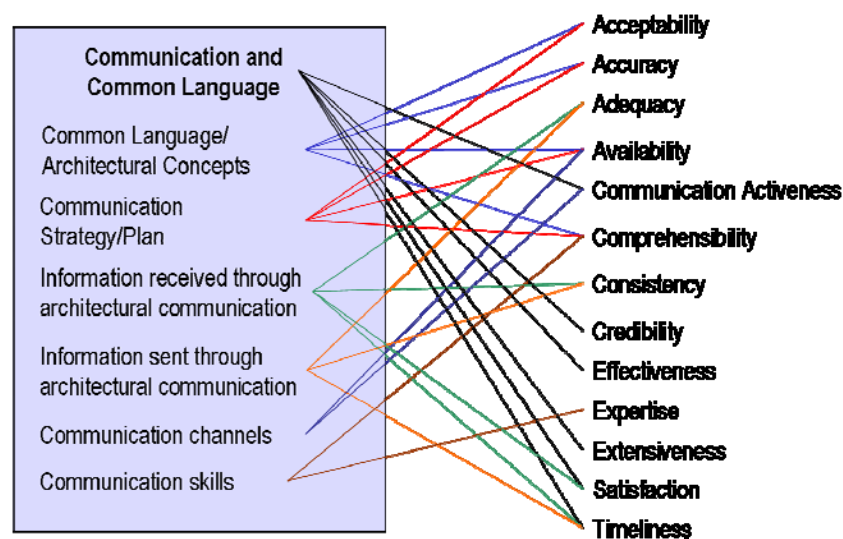 Communication and
Common Language
Common Language/
Architectural Concepts
Communication
Strategy/Plan
Information received through
architectural communication
Information sent through
architectural communication
Communication channels
Communication skills
Acceptability
Accuracy
Adequacy
Availability
Communication Activeness
Comprehensibility
Consistency
Credibility
Effectiveness
Expertise
Extensiveness
Satisfaction
Timeliness